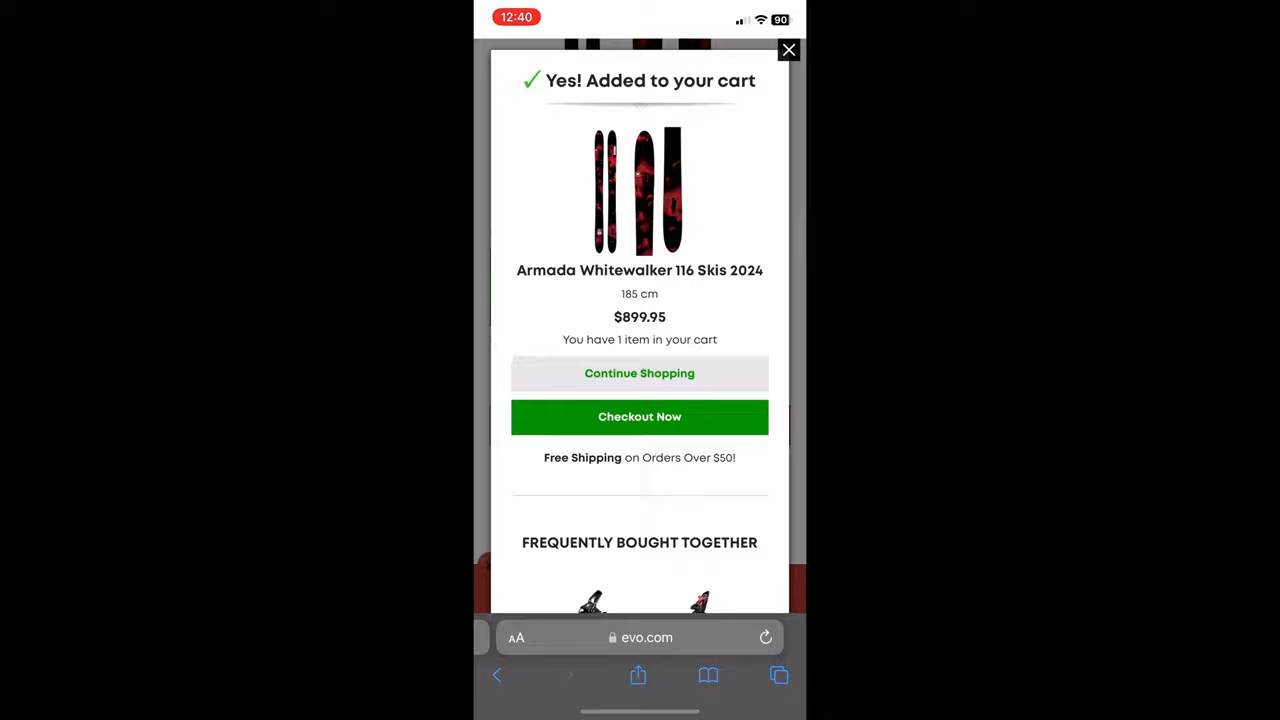 12:40
90
✓ Yes! Added to your cart
Armada Whitewalker 116 Skis 2024
185 cm
$899.95
You have 1 item in your cart
Continue Shopping
Checkout Now
Free Shipping on Orders Over $50!
FREQUENTLY BOUGHT TOGETHER
AA evo.com